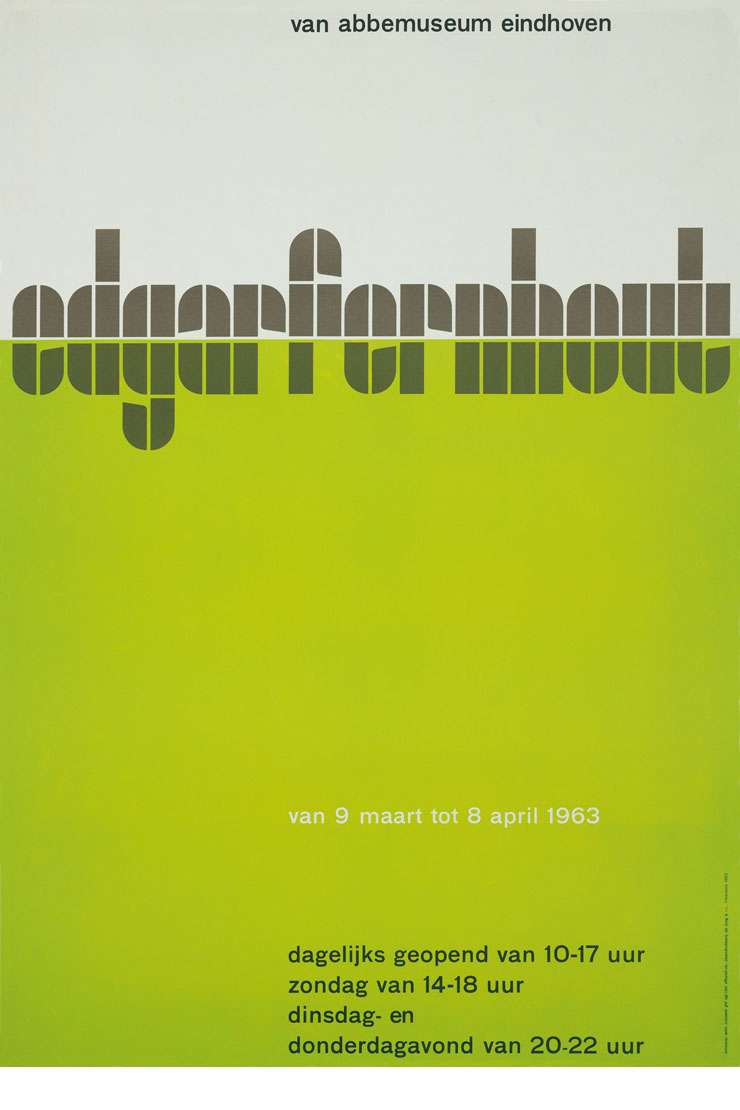 van abbemuseum eindhoven
edgar fernhout
van 9 maart tot 8 april 1963
dagelijks geopend van 10-17 uur
zondag van 14-18 uur
dinsdag- en
donderdagavond van 20-22 uur